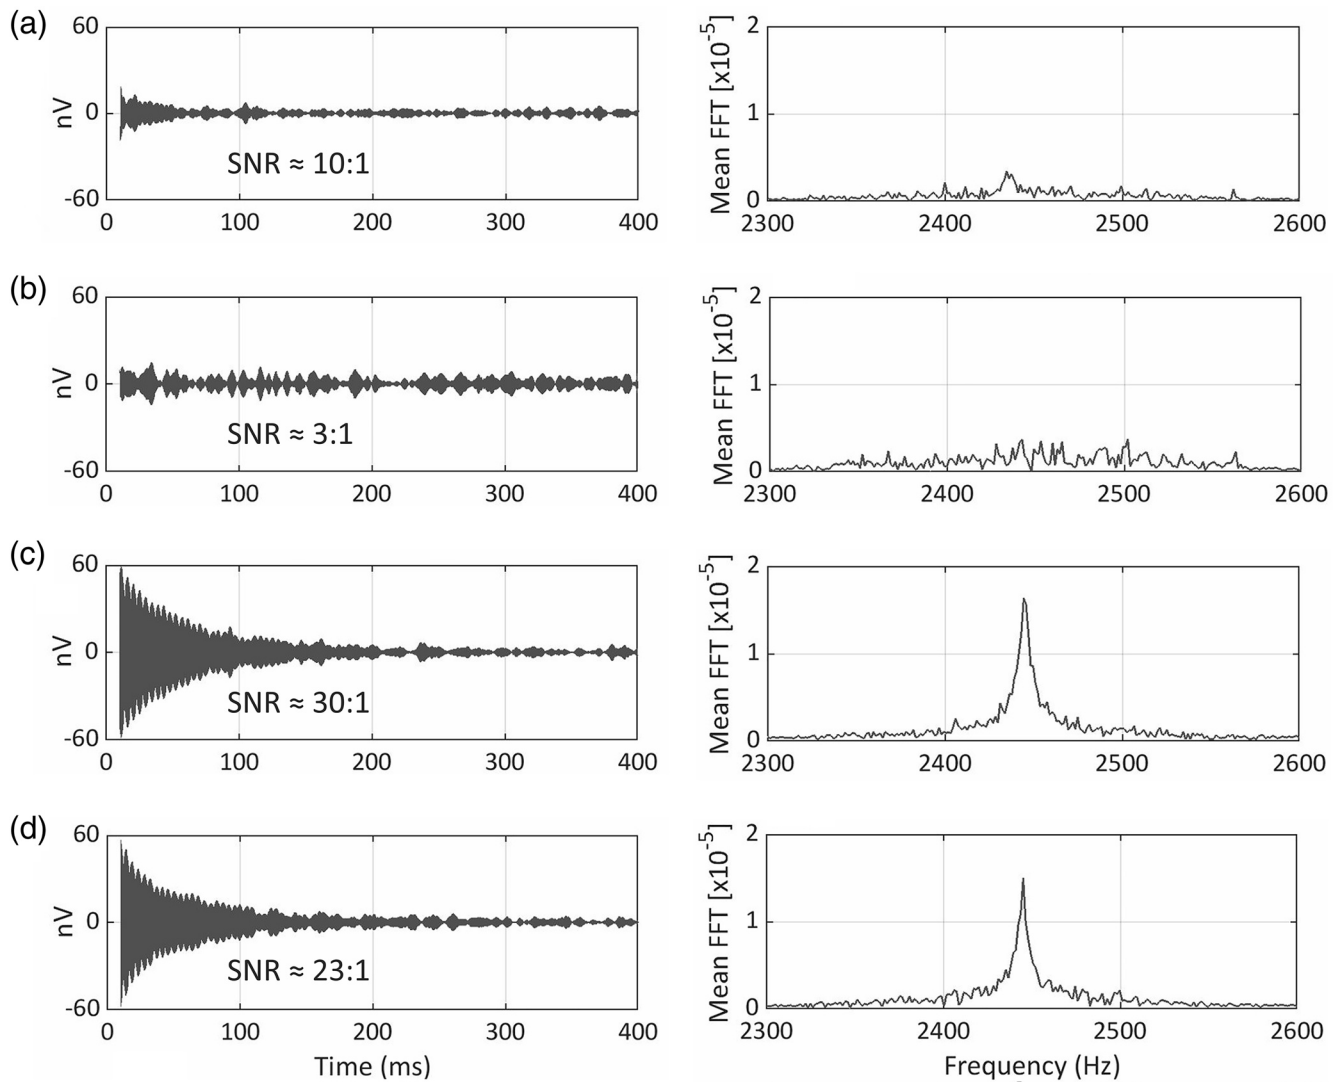 (a)
60
0
-60
nV
SNR ≈ 10:1
0 100 200 300 400
Mean FFT [x10-5]
2
1
0
2300 2400 2500 2600
(b)
60
0
-60
nV
SNR ≈ 3:1
0 100 200 300 400
Mean FFT [x10-5]
2
1
0
2300 2400 2500 2600
(c)
60
0
-60
nV
SNR ≈ 30:1
0 100 200 300 400
Mean FFT [x10-5]
2
1
0
2300 2400 2500 2600
(d)
60
0
-60
nV
SNR ≈ 23:1
0 100 200 300 400
Time (ms)
Mean FFT [x10-5]
2
1
0
2300 2400 2500 2600
Frequency (Hz)